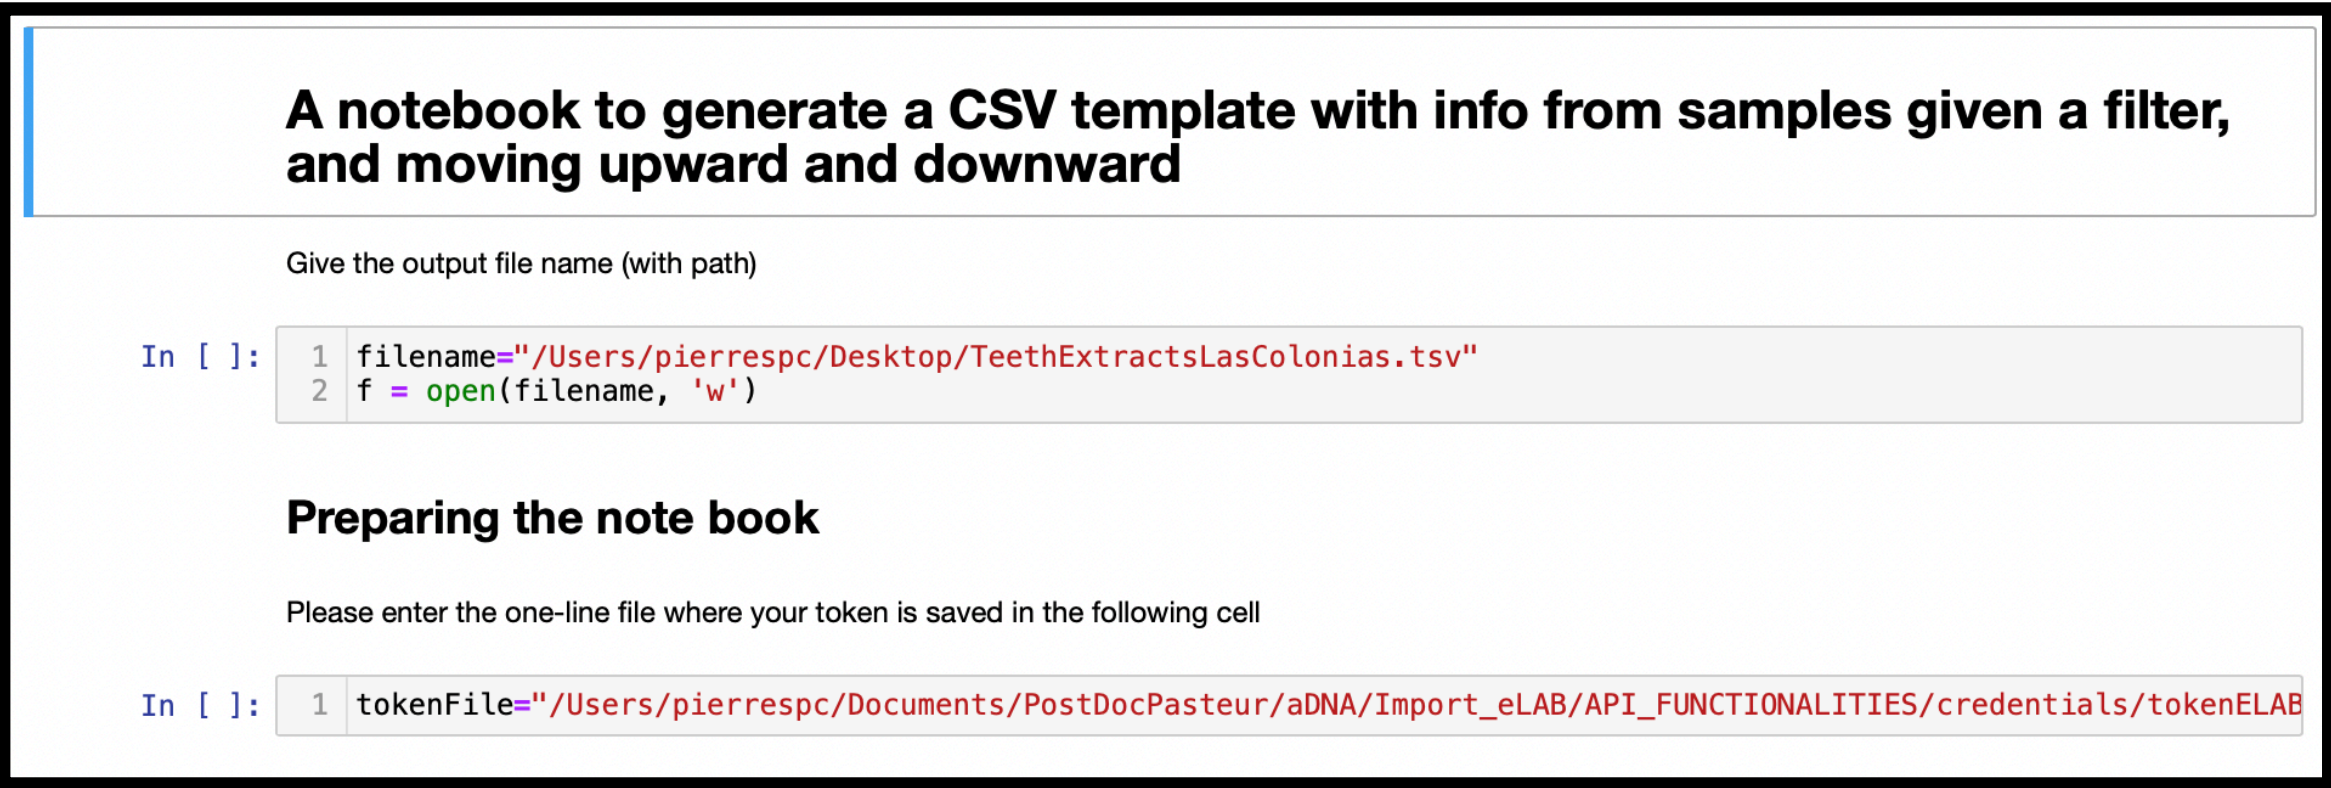 A notebook to generate a CSV template with info from samples given a filter,
and moving upward and downward
Give the output file name (with path)
In [ ]: 1 filename="/Users/pierrespc/Desktop/TeethExtractsLasColonias.tsv"
2 f = open(filename, 'w')
Preparing the note book
Please enter the one-line file where your token is saved in the following cell
In [ ]: 1 tokenFile="/Users/pierrespc/Documents/PostDocPasteur/aDNA/Import_eLAB/API_FUNCTIONALITIES/credentials/tokenELAB